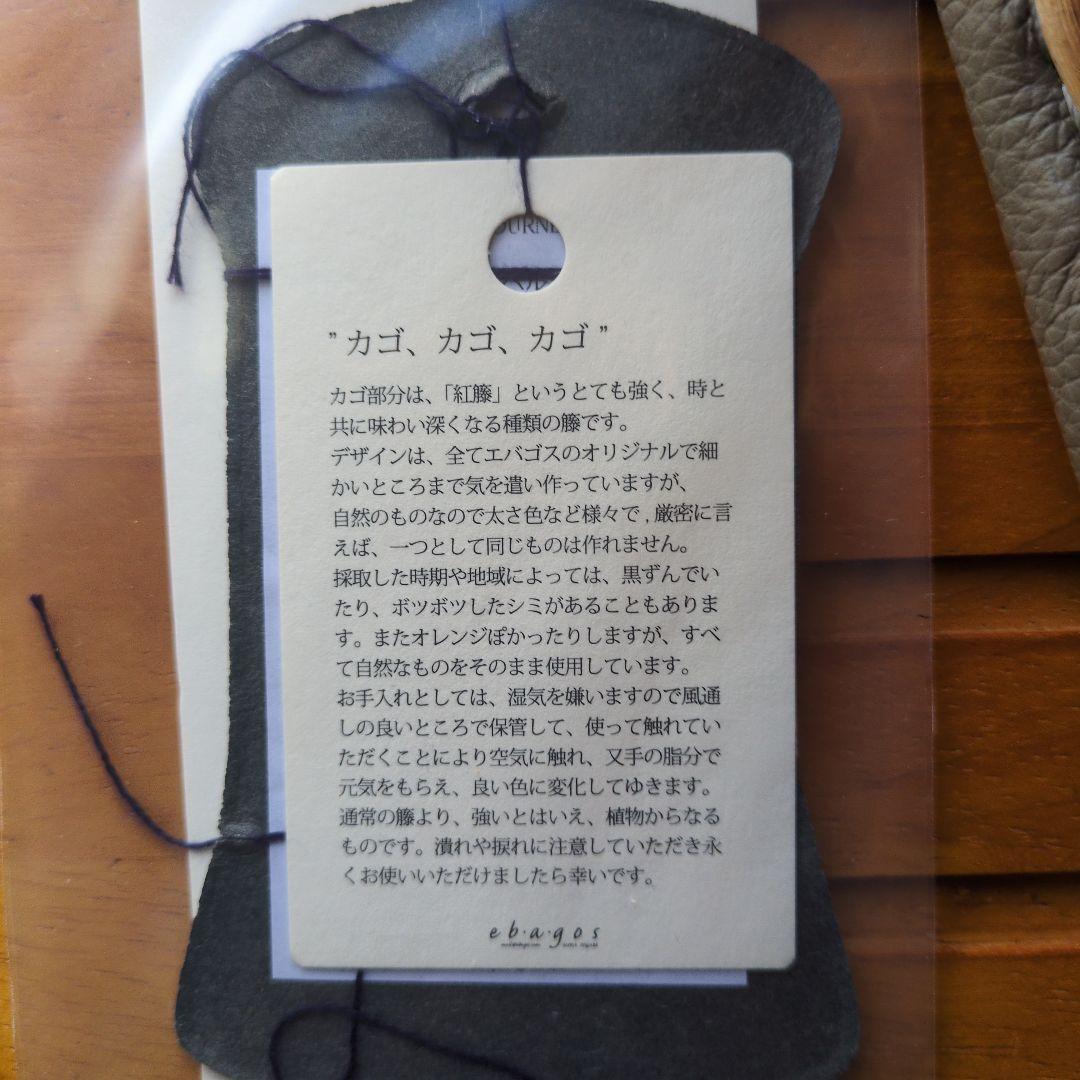 OURNE
" カゴ、カゴ、カゴ "
カゴ部分は、「紅籐」というとても強く、時と
共に味わい深くなる種類の籐です。
デザインは、全てエバゴスのオリジナルで細
かいところまで気を遣い作っていますが、
自然のものなので太さ色など様々で , 厳密に言
えば、一つとして同じものは作れません。
採取した時期や地域によっては、黒ずんでい
たり、ボツボツしたシミがあることもありま
す。またオレンジぽかったりしますが、すべ
て自然なものをそのまま使用しています。
お手入れとしては、湿気を嫌いますので風通
しの良いところで保管して、使って触れてい
ただくことにより空気に触れ、又手の脂分で
元気をもらえ、良い色に変化してゆきます。
通常の籐より、強いとはいえ、植物からなる
ものです。潰れや捩れに注意していただき永
くお使いいただけましたら幸いです。
e・b・a・g・o・s